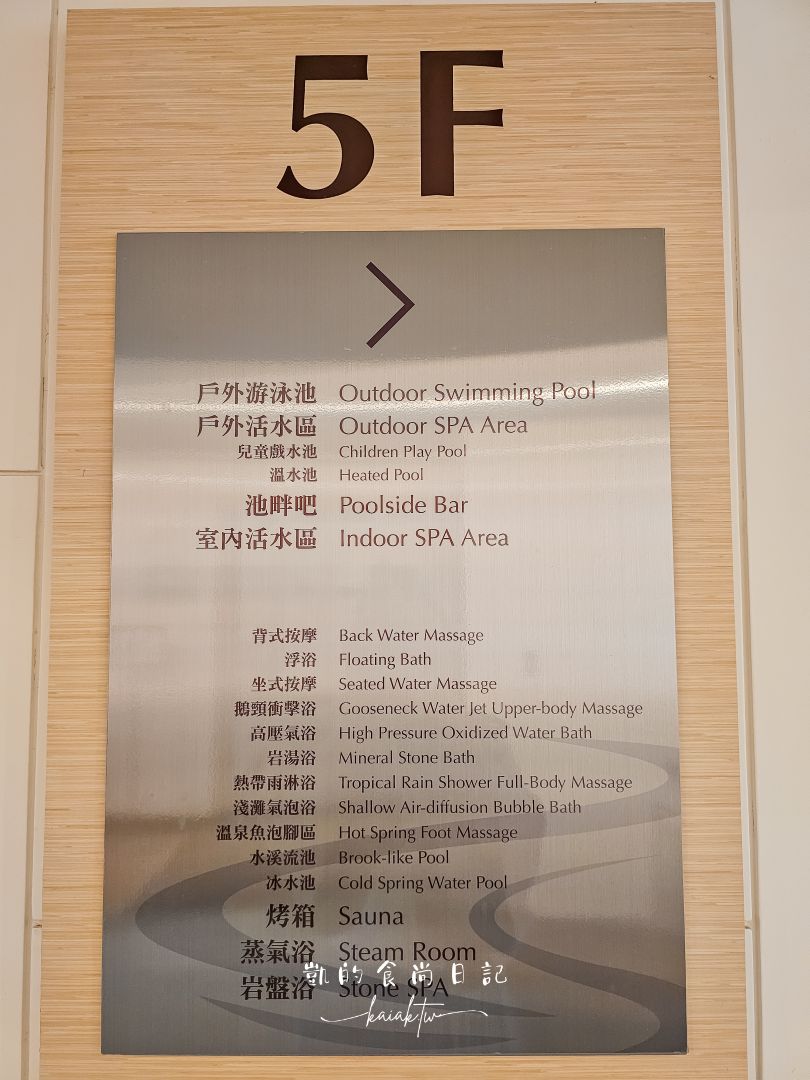 5F
戶外游泳池 Outdoor Swimming Pool
戶外活水區 Outdoor SPA Area
兒童戲水池 Children Play Pool
溫水池 Heated Pool
池畔吧 Poolside Bar
室內活水區 Indoor SPA Area
背式按摩 Back Water Massage
浮浴 Floating Bath
坐式按摩 Seated Water Massage
鵝頸衝擊浴 Gooseneck Water Jet Upper-body Massage
高壓氣浴 High Pressure Oxidized Water Bath
岩湯浴 Mineral Stone Bath
熱帶雨淋浴 Tropical Rain Shower Full-Body Massage
淺灘氣泡浴 Shallow Air-diffusion Bubble Bath
溫泉魚泡腳區 Hot Spring Foot Massage
水溪流池 Brook-like Pool
冰水池 Cold Spring Water Pool
烤箱 Sauna
蒸氣浴 Steam Room
岩盤浴 Stone SPA
凱的食尚日記
kaiak.tw